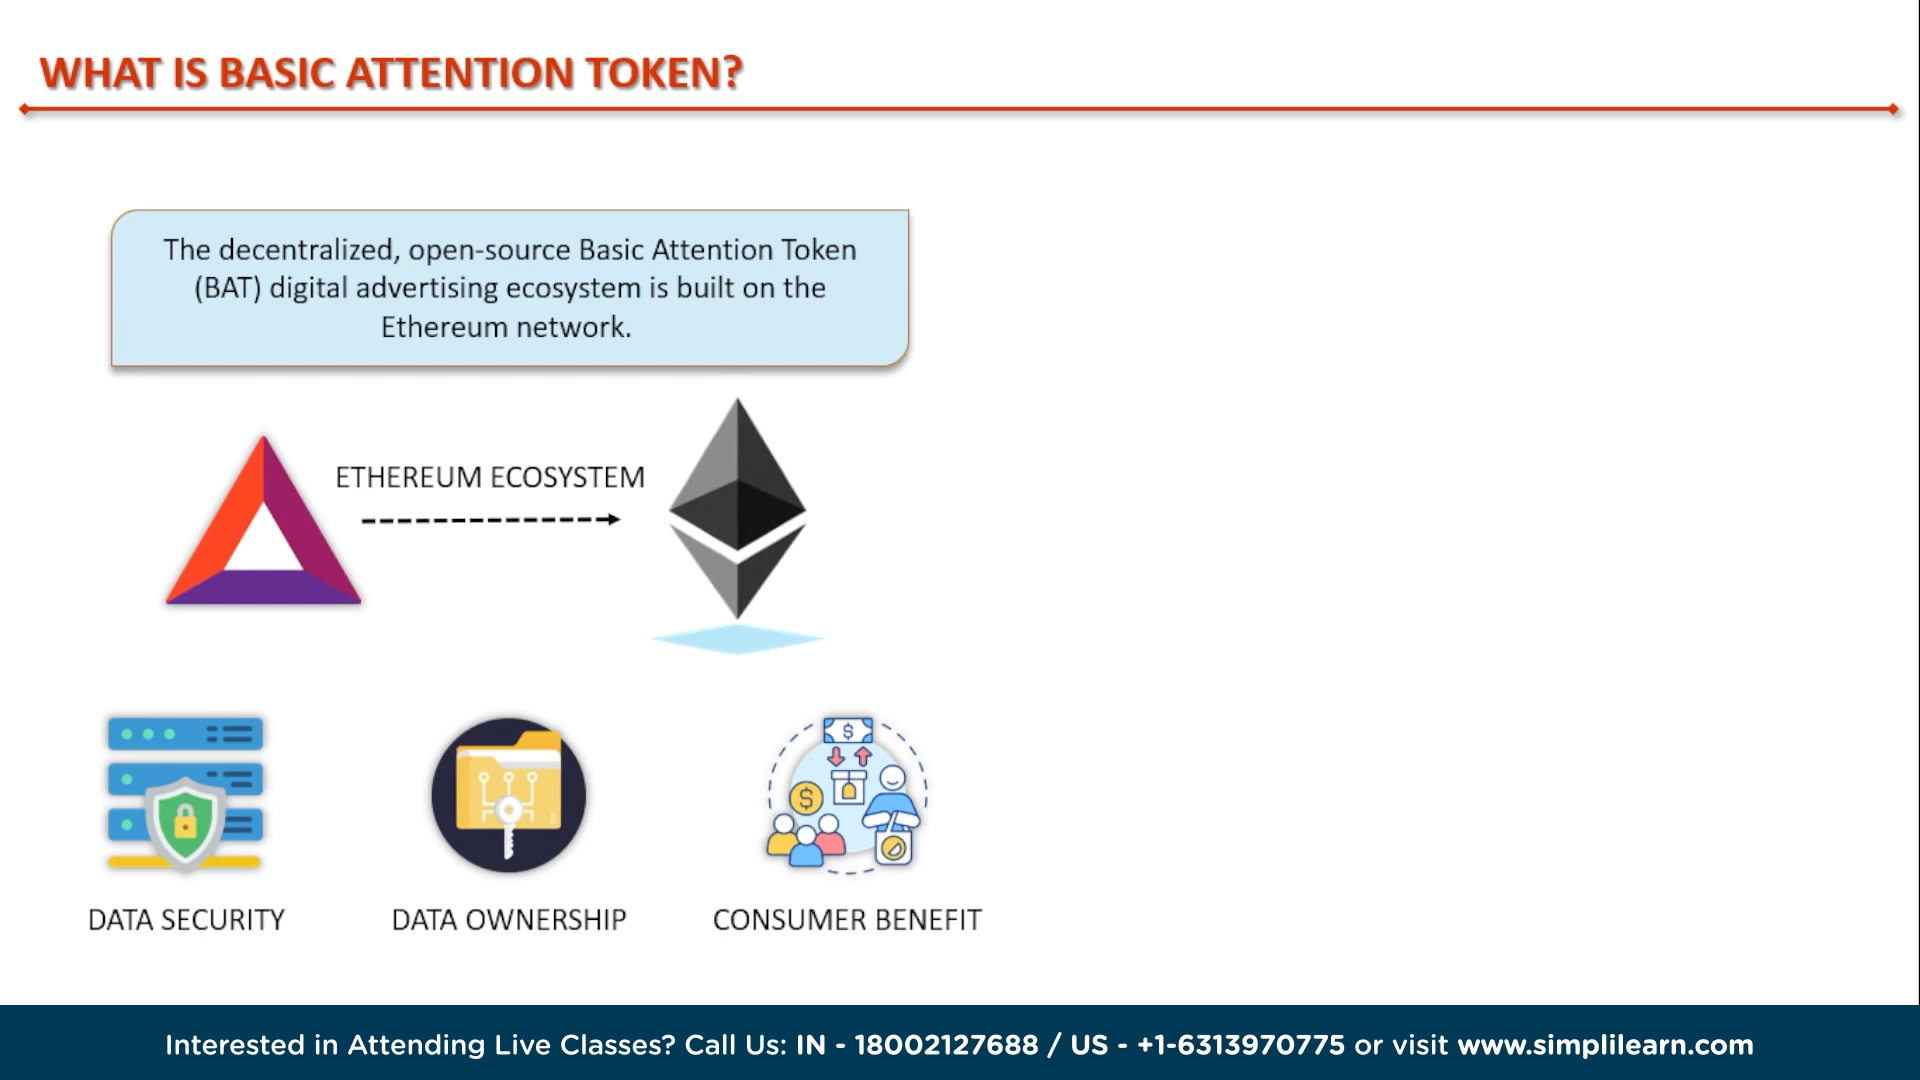 WHAT IS BASIC ATTENTION TOKEN?
The decentralized, open-source Basic Attention Token
(BAT) digital advertising ecosystem is built on the
Ethereum network.
ETHEREUM ECOSYSTEM
DATA SECURITY
DATA OWNERSHIP
CONSUMER BENEFIT
Interested in Attending Live Classes? Call Us: IN - 18002127688 / US - +1-6313970775 or visit www.simplilearn.com